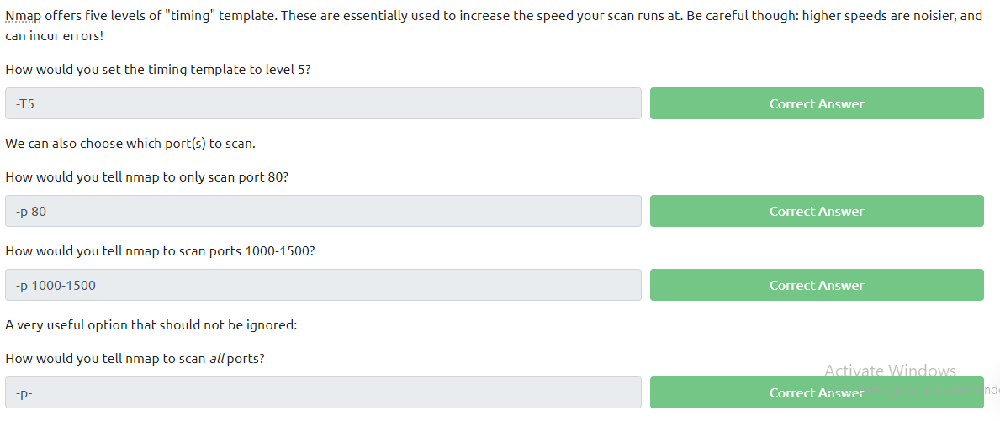 Nmap offers five levels of "timing" template. These are essentially used to increase the speed your scan runs at. Be careful though: higher speeds are noisier, and
can incur errors!
How would you set the timing template to level 5?
-T5
Correct Answer
We can also choose which port(s) to scan.
How would you tell nmap to only scan port 80?
-p 80
Correct Answer
How would you tell nmap to scan ports 1000-1500?
-p 1000-1500
Correct Answer
A very useful option that should not be ignored:
How would you tell nmap to scan all ports?
Activate Windows
-p-
Correct Answer